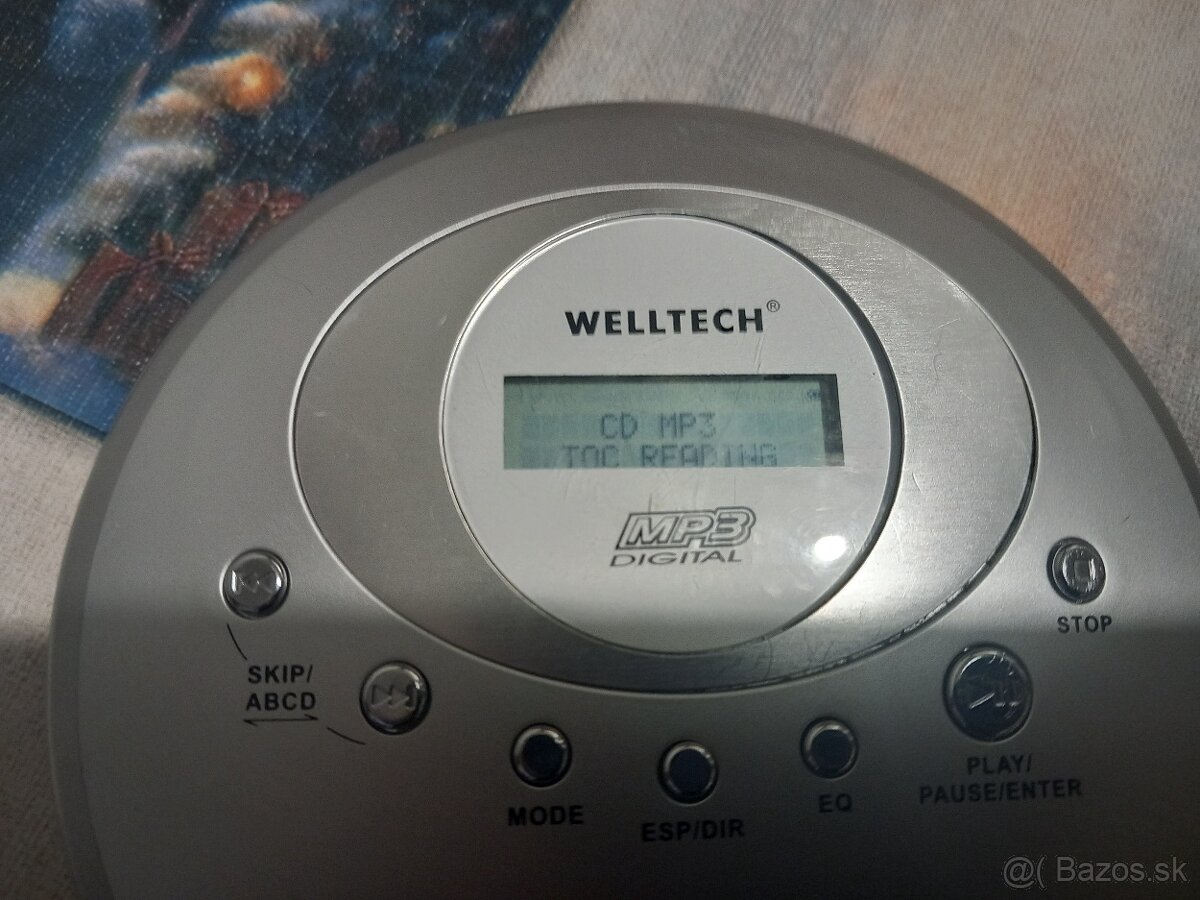 WELLTECH®
CD MP3
TOC READING
MP3
DIGITAL
STOP
SKIP/
ABCD
PLAY/
PAUSE/ENTER
MODE
ESP/DIR
EQ
@( Bazos.sk